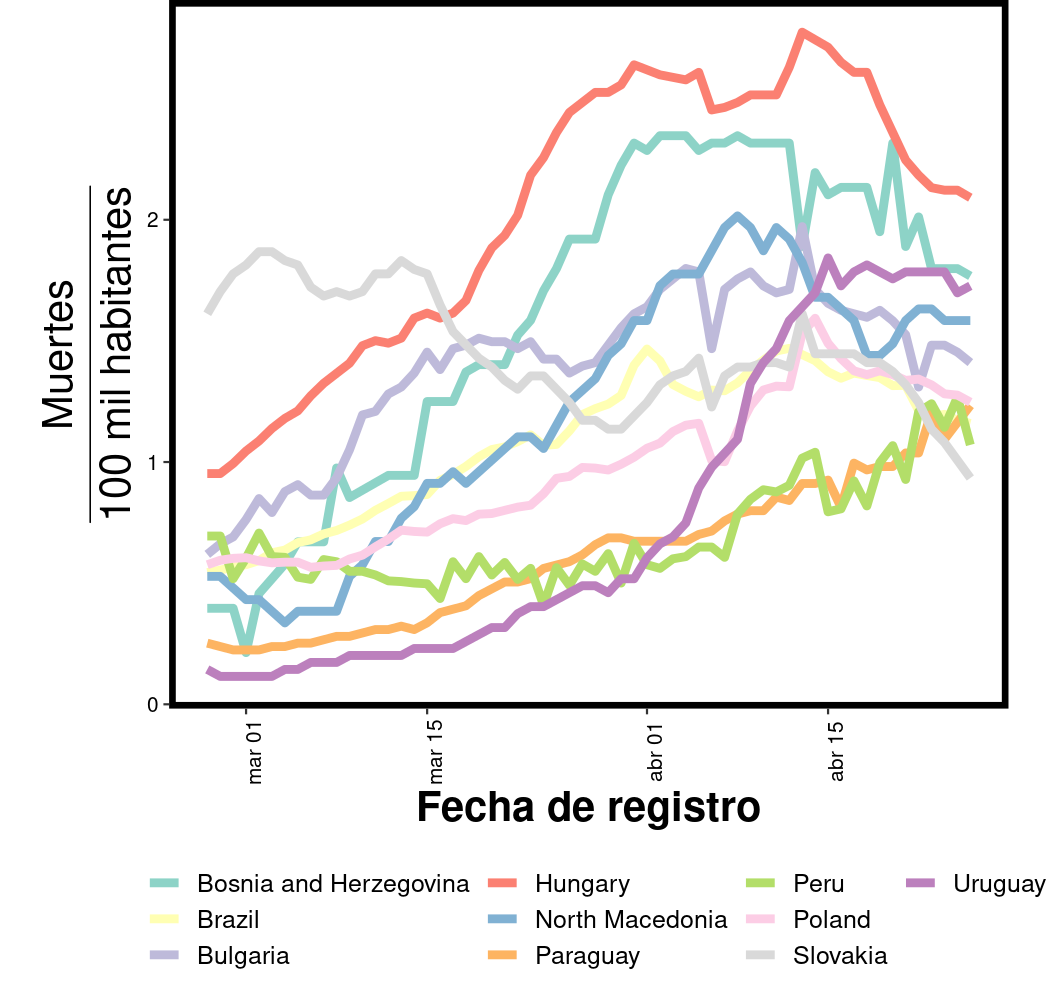 Muertes
100 mil habitantes
2
1
0
mar 01
mar 15
abr 01
abr 15
Fecha de registro
Bosnia and Herzegovina
Hungary
Peru
Uruguay
Brazil
North Macedonia
Poland
Bulgaria
Paraguay
Slovakia